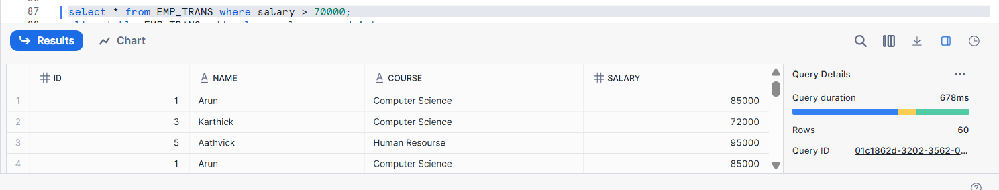 87 select * from EMP_TRANS where salary > 70000;
Results Chart
ID NAME COURSE SALARY
1 1 Arun Computer Science 85000
2 3 Karthick Computer Science 72000
3 5 Aathvick Human Resourse 95000
4 1 Arun Computer Science 85000
Query Details
Query duration 678ms
Rows 60
Query ID 01c1862d-3202-3562-0...